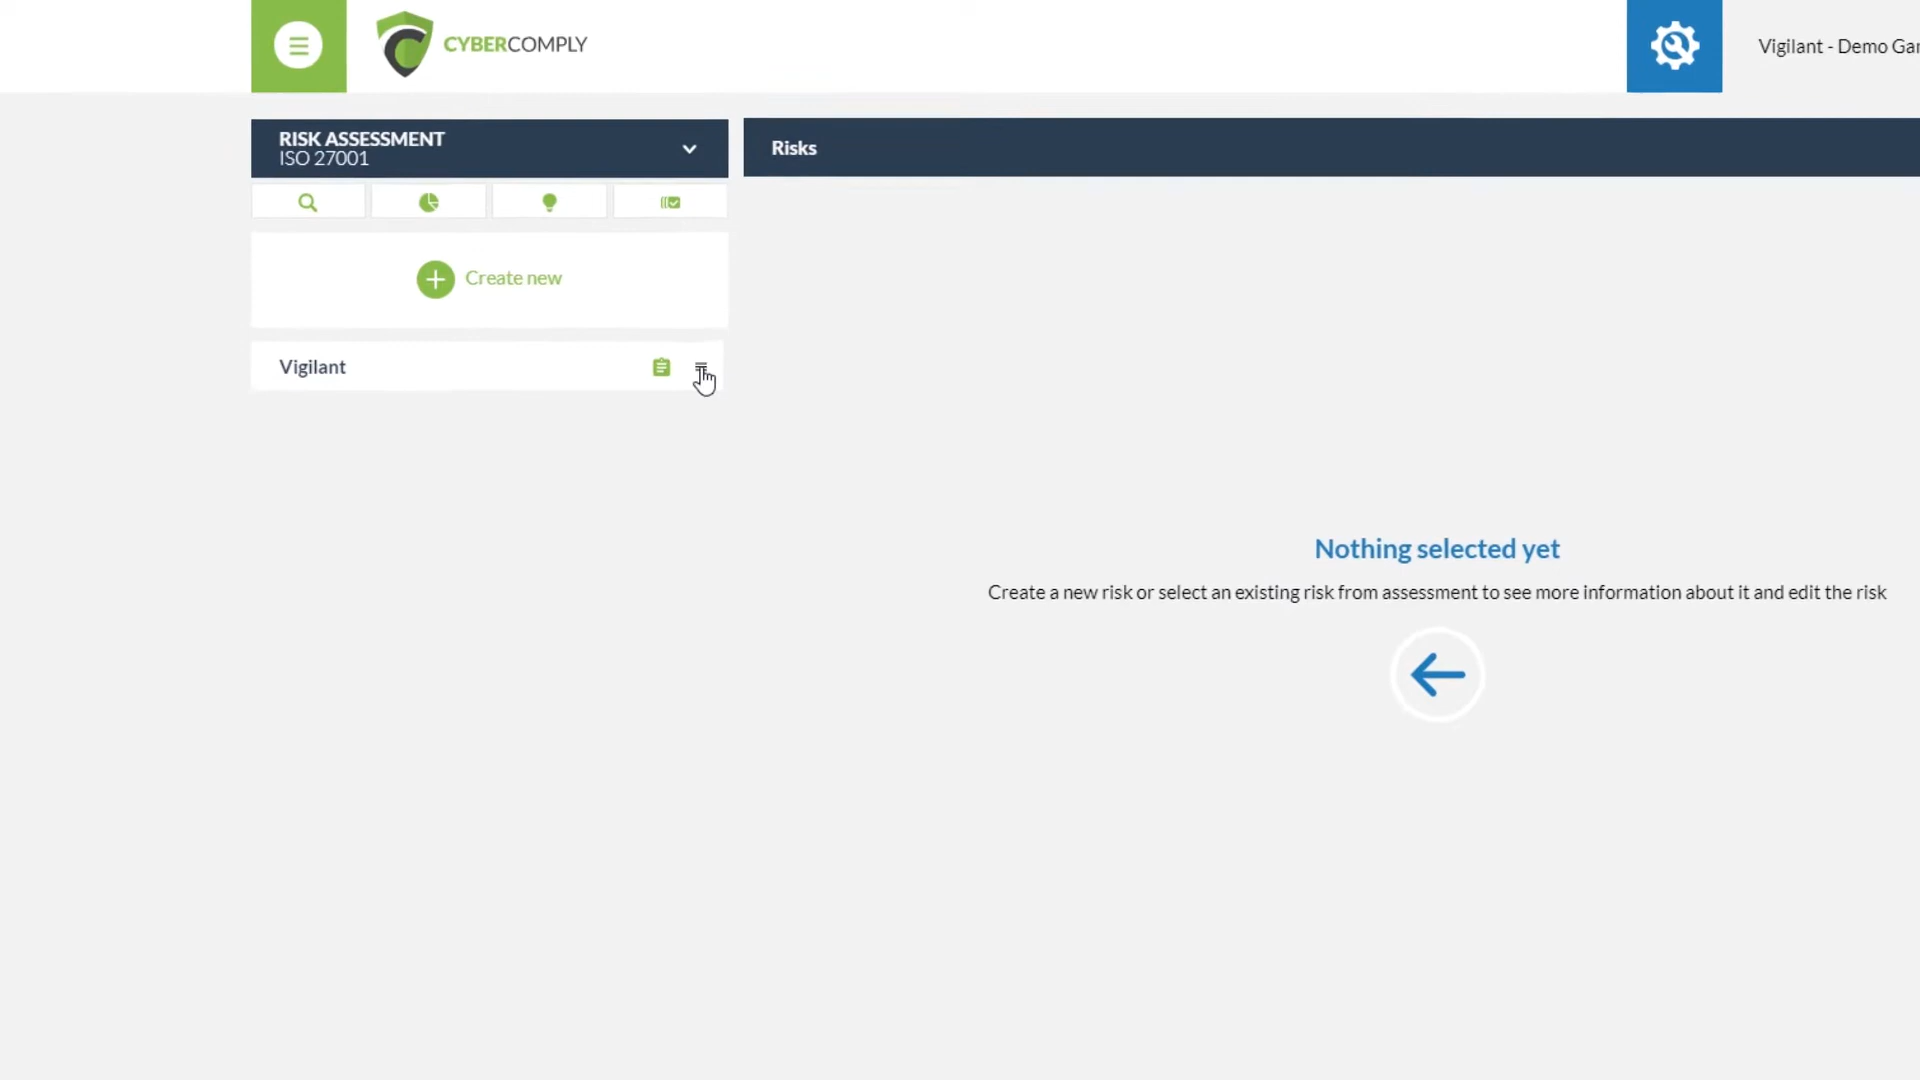 CYBERCOMPLY
Vigilant - Demo Gar
RISK ASSESSMENT
ISO 27001
Risks
Create new
Vigilant
Nothing selected yet
Create a new risk or select an existing risk from assessment to see more information about it and edit the risk